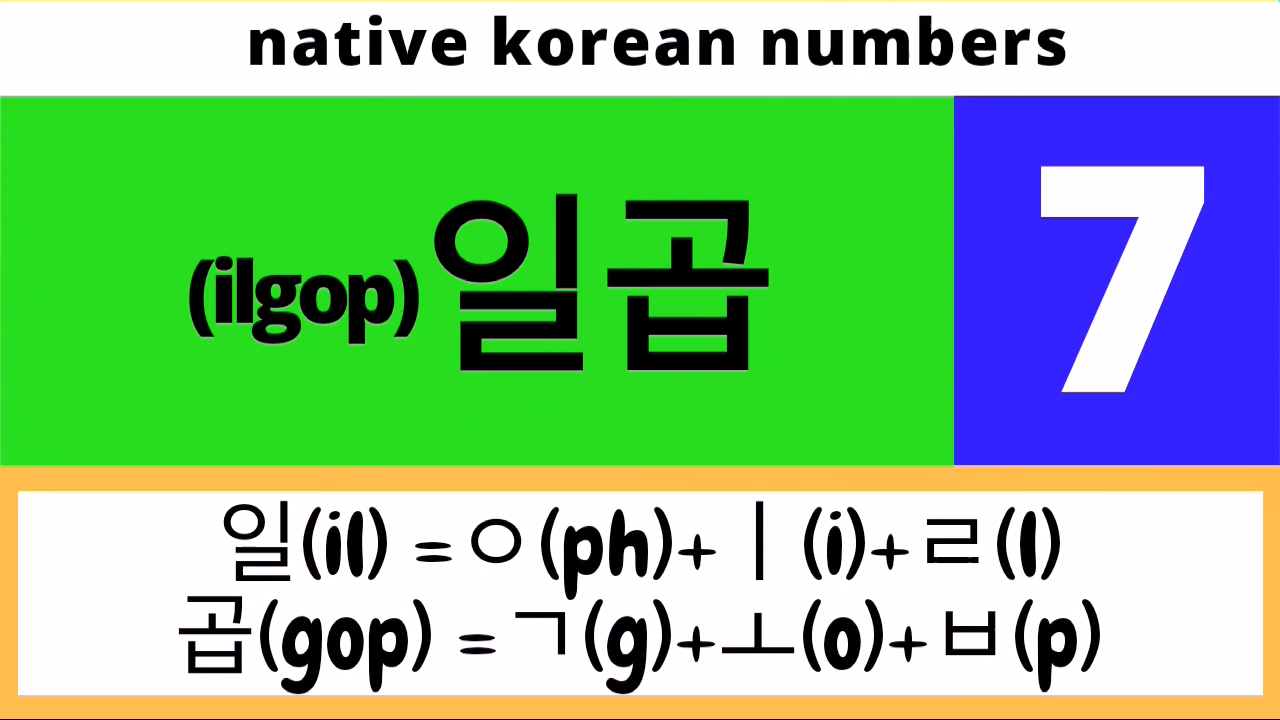 native korean numbers
(ilgop)일곱
7
일(il) =ㅇ(ph)+ㅣ(i)+ㄹ(l)
곱(gop) =ㄱ(g)+ㅗ(o)+ㅂ(p)